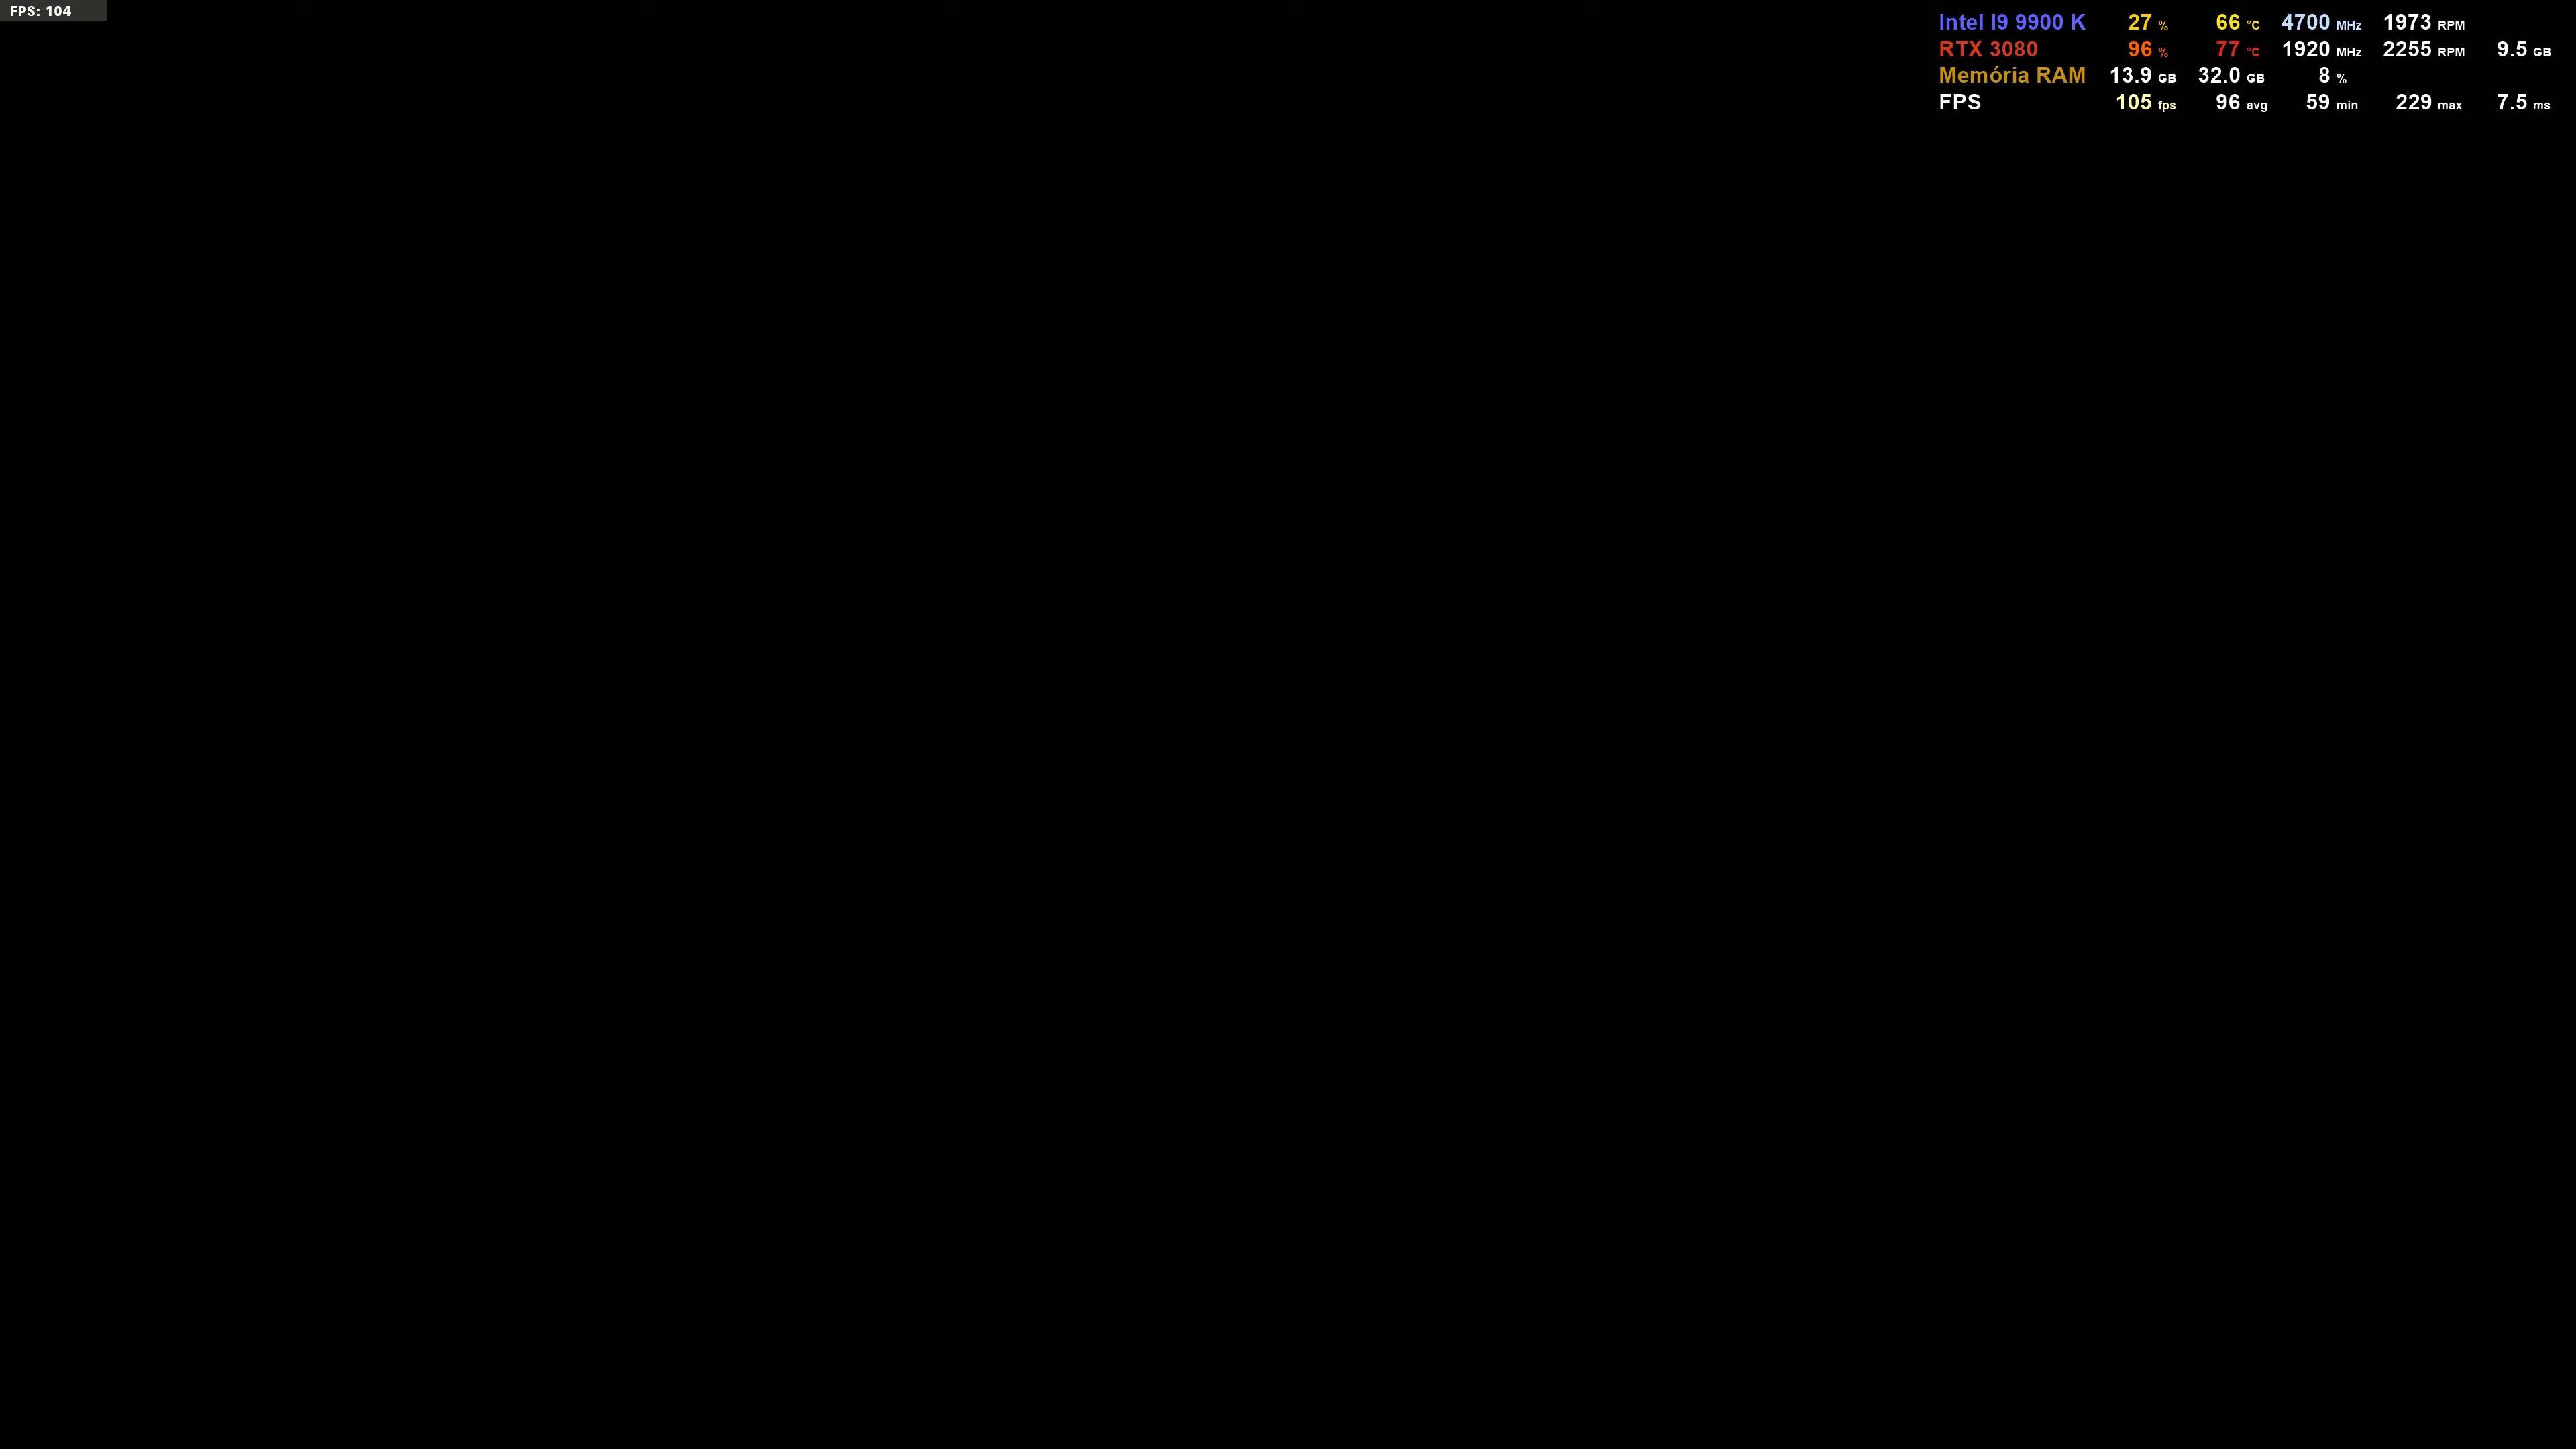 FPS: 104
Intel I9 9900 K 27 % 66 °C 4700 MHz 1973 RPM
RTX 3080 96 % 77 °C 1920 MHz 2255 RPM 9.5 GB
Memória RAM 13.9 GB 32.0 GB 8 %
FPS 105 fps 96 avg 59 min 229 max 7.5 ms